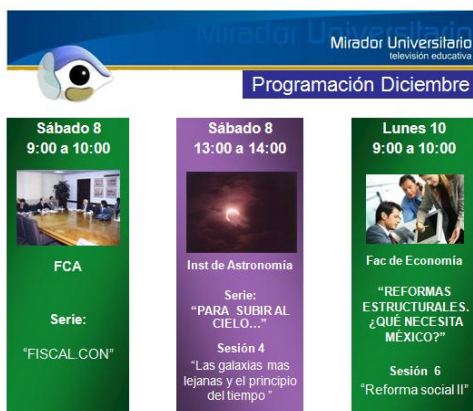 Mirador Universitario
Mirador Universitario
televisión educativa
Programación Diciembre
Sábado 8
9:00 a 10:00
FCA
Serie:
"FISCAL.CON"
Sábado 8
13:00 a 14:00
Inst de Astronomía
Serie:
"PARA SUBIR AL
CIELO..."
Sesión 4
"Las galaxias mas
lejanas y el principio
del tiempo "
Lunes 10
9:00 a 10:00
Fac de Economía
"REFORMAS
ESTRUCTURALES.
¿QUÉ NECESITA
MÉXICO?"
Sesión 6
"Reforma social II"